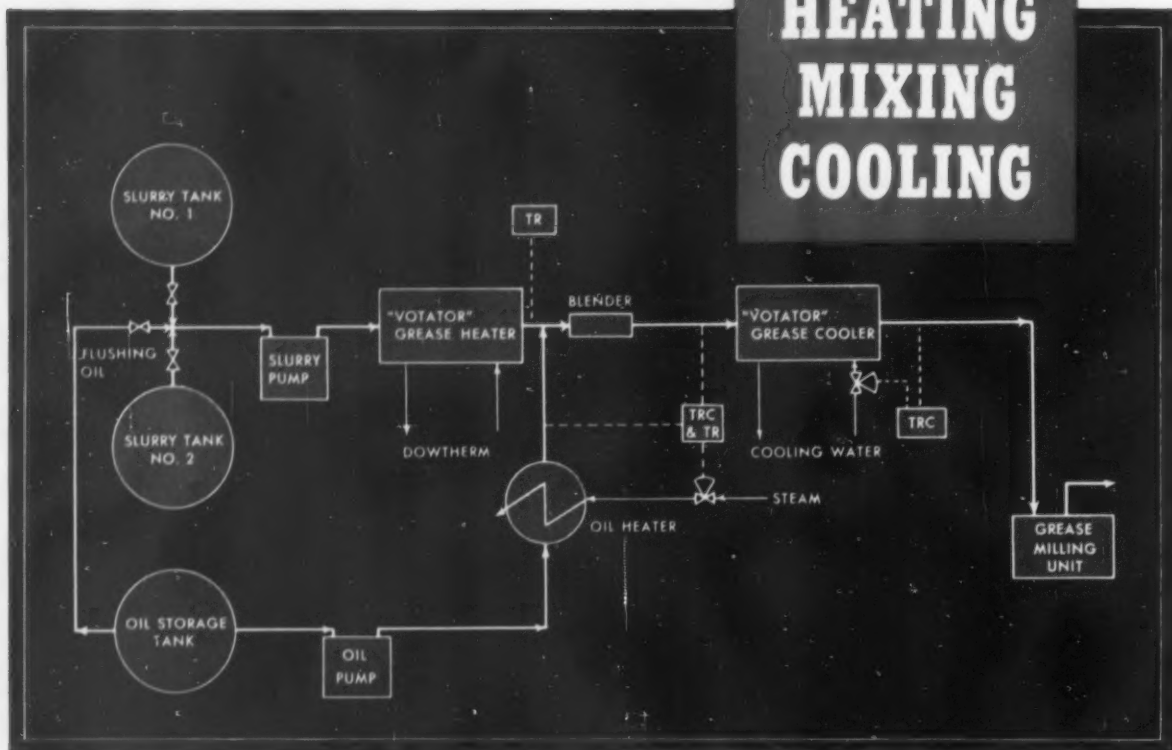 HEATING
MIXING
COOLING
SLURRY TANK
NO. 1
TR
"VOTATOR"
GREASE HEATER
BLENDER
"VOTATOR"
GREASE COOLER
FLUSHING
OIL
SLURRY
PUMP
SLURRY TANK
NO. 2
DOWTHERM
TRC
& TR
COOLING WATER
TRC
STEAM
OIL HEATER
GREASE
MILLING
UNIT
OIL STORAGE
TANK
OIL
PUMP